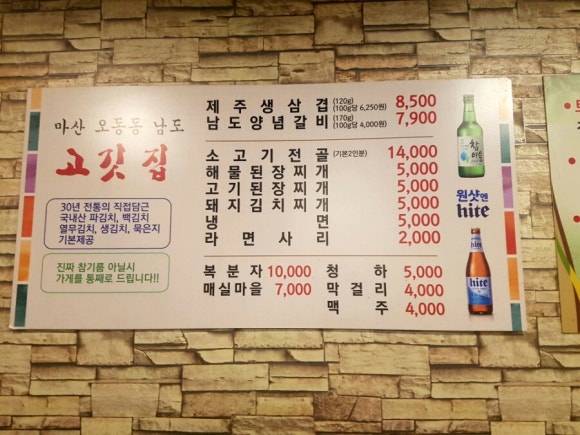 마산 오동동 남도
고깃집
30년 전통의 직접담근
국내산 파김치, 백김치
열무김치, 생김치, 묵은지
기본제공
진짜 참기름 아닐시
가게를 통째로 드립니다!!
제주생삼겹 (120g) (100g당 6,250원) 8,500
남도양념갈비 (170g) (100g당 4,000원) 7,900
소고기전골 (기본2인분) 14,000
해물된장찌개 5,000
고기된장찌개 5,000
돼지김치찌개 5,000
냉면 5,000
라면사리 2,000
복분자 10,000 청하 5,000
매실마을 7,000 막걸리 4,000
맥주 4,000
참
원샷엔
hite
hite